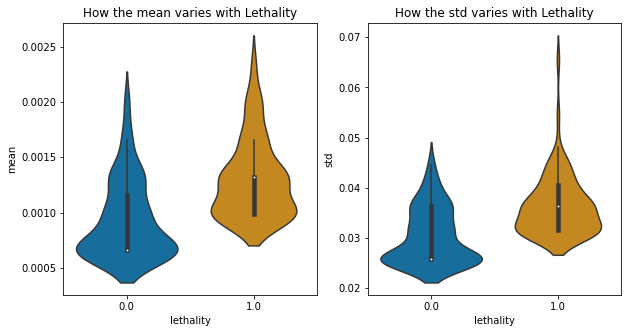 How the mean varies with Lethality
mean
0.0025
0.0020
0.0015
0.0010
0.0005
0.0
1.0
lethality
How the std varies with Lethality
std
0.07
0.06
0.05
0.04
0.03
0.02
0.0
1.0
lethality